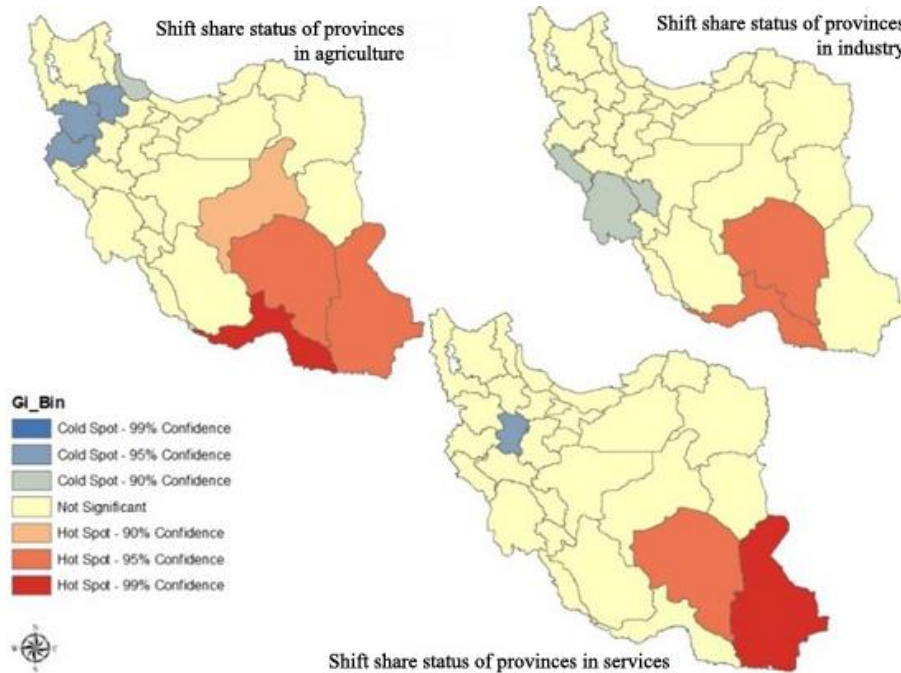 Shift share status of provinces
in agriculture
Shift share status of provinces
in industry
Gi_Bin
Cold Spot - 99% Confidence
Cold Spot - 95% Confidence
Cold Spot - 90% Confidence
Not Significant
Hot Spot - 90% Confidence
Hot Spot - 95% Confidence
Hot Spot - 99% Confidence
Shift share status of provinces in services